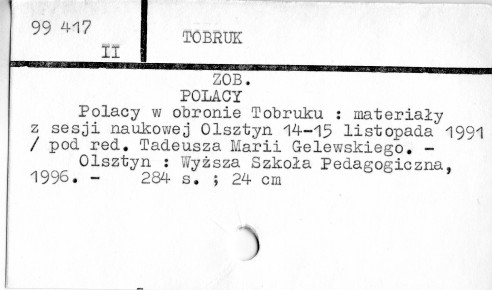 99 417
II
TOBRUK
ZOB.
POLACY
Polacy w obronie Tobruku : materiały
z sesji naukowej Olsztyn 14-15 listopada 1991
/ pod red. Tadeusza Marii Gelewskiego. -
Olsztyn : Wyższa Szkoła Pedagogiczna,
1996. - 284 s. ; 24 cm